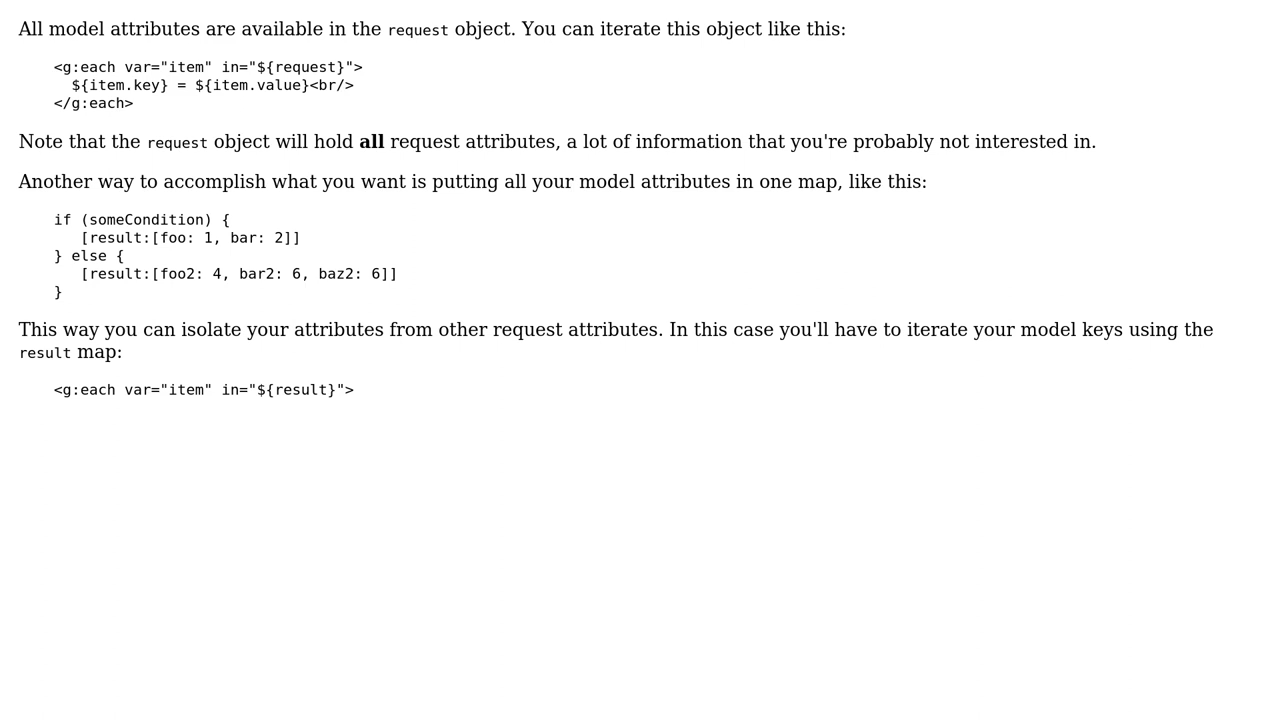 All model attributes are available in the request object. You can iterate this object like this:
<g:each var="item" in="${request}">
  ${item.key} = ${item.value}<br/>
</g:each>
Note that the request object will hold all request attributes, a lot of information that you're probably not interested in.
Another way to accomplish what you want is putting all your model attributes in one map, like this:
if (someCondition) {
   [result:[foo: 1, bar: 2]]
} else {
   [result:[foo2: 4, bar2: 6, baz2: 6]]
}
This way you can isolate your attributes from other request attributes. In this case you'll have to iterate your model keys using the
result map:
<g:each var="item" in="${result}">